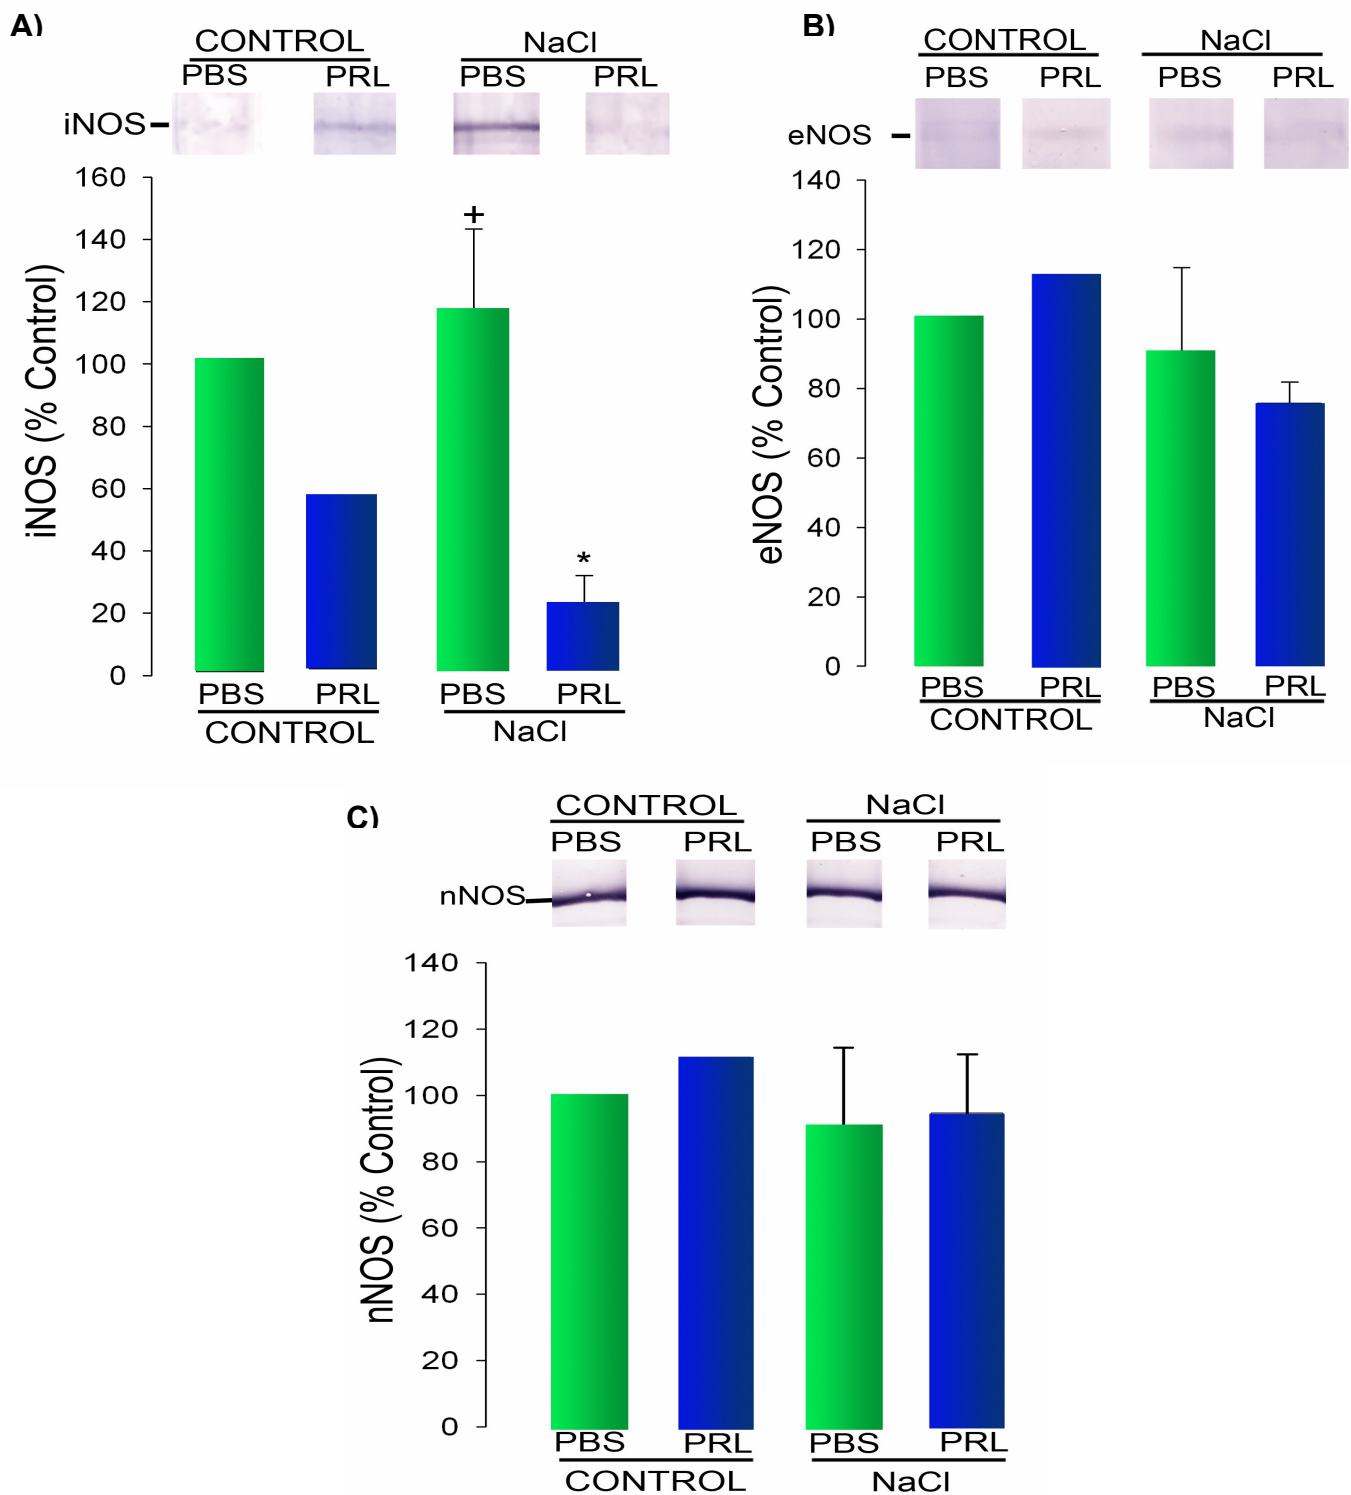 A)
CONTROL NaCl
PBS PRL PBS PRL
iNOS
160
140
120
100
80
60
40
20
0
iNOS (% Control)
+
*
PBS PRL PBS PRL
CONTROL NaCl
B)
CONTROL NaCl
PBS PRL PBS PRL
eNOS
140
120
100
80
60
40
20
0
eNOS (% Control)
PBS PRL PBS PRL
CONTROL NaCl
C)
CONTROL NaCl
PBS PRL PBS PRL
nNOS
140
120
100
80
60
40
20
0
nNOS (% Control)
PBS PRL PBS PRL
CONTROL NaCl